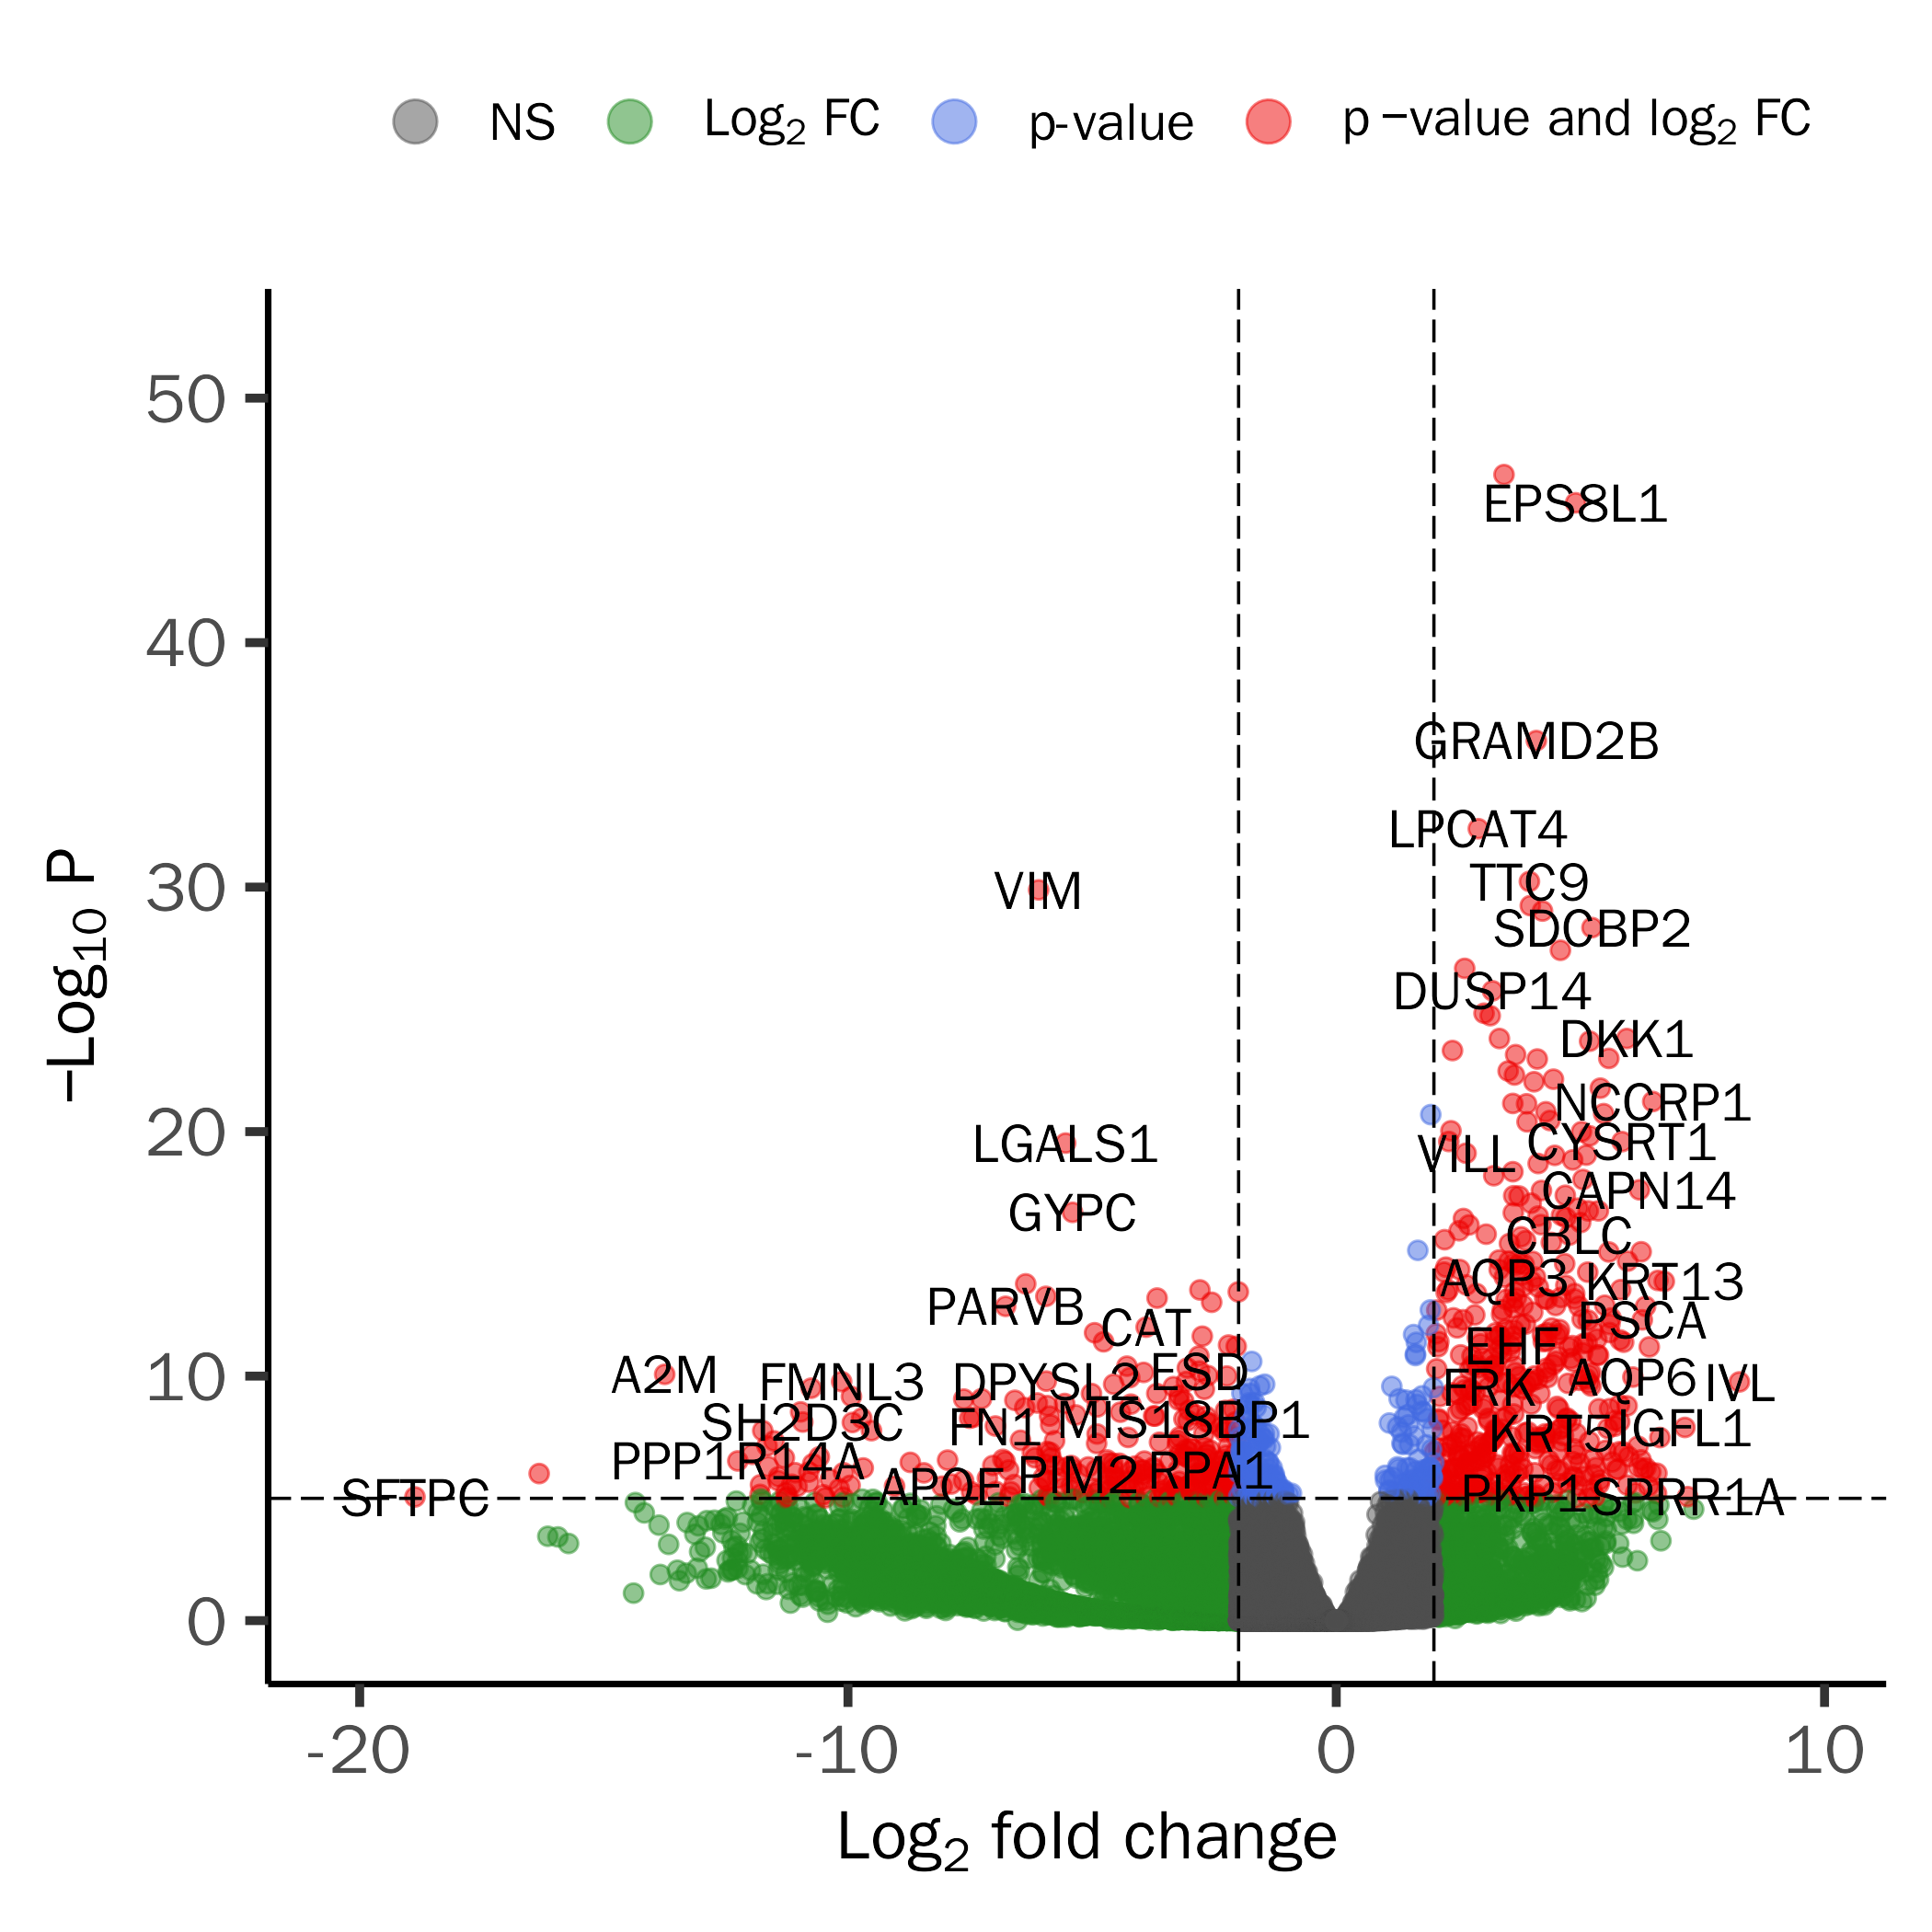 NS Log2 FC p-value p −value and log2 FC
50
EPS8L1
40
GRAMD2B
LPCAT4
TTC9
30
VIM
SDCBP2
DUSP14
DKK1
NCCRP1
20
LGALS1
CYSRT1
VILL
CAPN14
GYPC
CBLC
AQP3
KRT13
PARVB
PSCA
CAT
EHF
10
A2M
FMNL3
DPYSL2
ESD
AQP6
IVL
FRK
SH2D3C
FN1
MIS18BP1
KRT5
IGFL1
PPP1R14A
APOE
PIM2
RPA1
SFTPC
PKP1
SPRR1A
0
−Log10 P
-20 -10 0 10
Log2 fold change